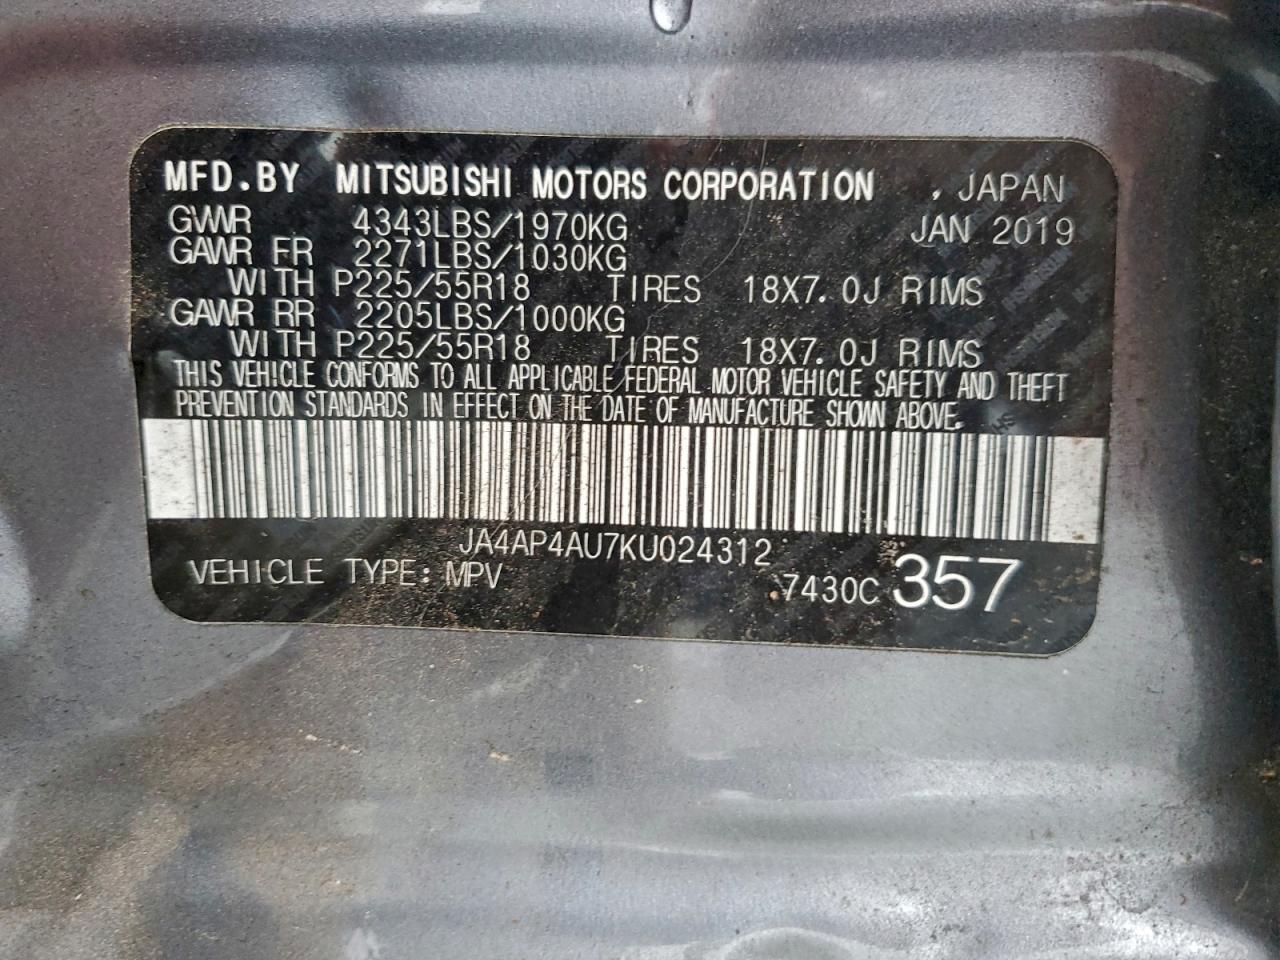 MFD.BY MITSUBISHI MOTORS CORPORATION , JAPAN
GVWR 4343LBS/1970KG JAN 2019
GAWR FR 2271LBS/1030KG
WITH P225/55R18 TIRES 18X7.0J RIMS
GAWR RR 2205LBS/1000KG
WITH P225/55R18 TIRES 18X7.0J RIMS
THIS VEHICLE CONFORMS TO ALL APPLICABLE FEDERAL MOTOR VEHICLE SAFETY AND THEFT
PREVENTION STANDARDS IN EFFECT ON THE DATE OF MANUFACTURE SHOWN ABOVE.
JA4AP4AU7KU024312
VEHICLE TYPE: MPV 7430C 357